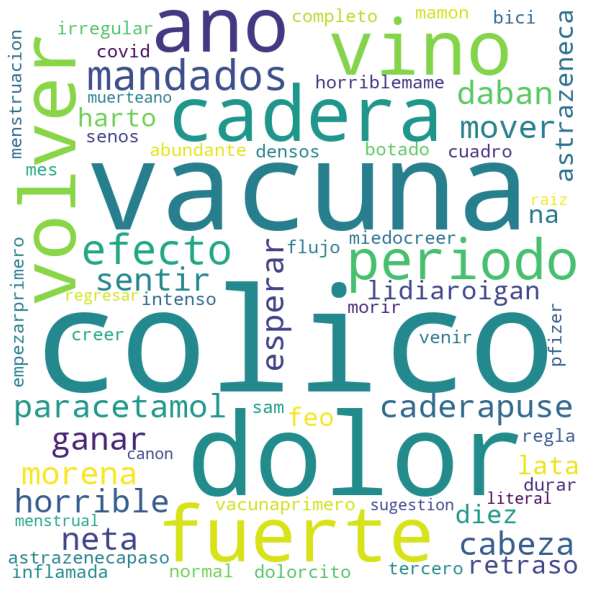 irregular
ano
completo
mamon
bici
covid
vino
menstruacion
volver
mandados
horriblemame
astrazeneca
muerteano
cadera
daban
harto
mover
senos
abundante
densos
botado
cuadro
mes
vacuna
na
raiz
efecto
esperar
flujo
miedocreer
periodo
sentir
lidiaroigan
regresar
intenso
morir
empezarprimero
creer
colico
venir
pfizer
paracetamol
sam
feo
caderapuse
ganar
dolor
regla
canon
lata
morena
durar
horrible
vacunaprimero
sugestion
literal
menstrual
fuerte
diez
neta
cabeza
astrazenecapaso
retraso
inflamada
normal
dolorcito
tercero